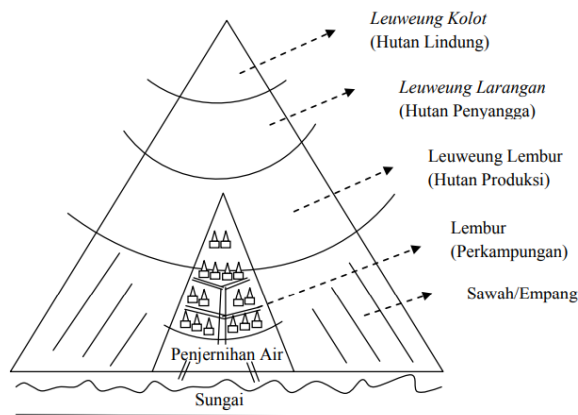 Leuweung Kolot
(Hutan Lindung)
Leuweung Larangan
(Hutan Penyangga)
Leuweung Lembur
(Hutan Produksi)
Lembur
(Perkampungan)
Sawah/Empang
Penjernihan Air
Sungai